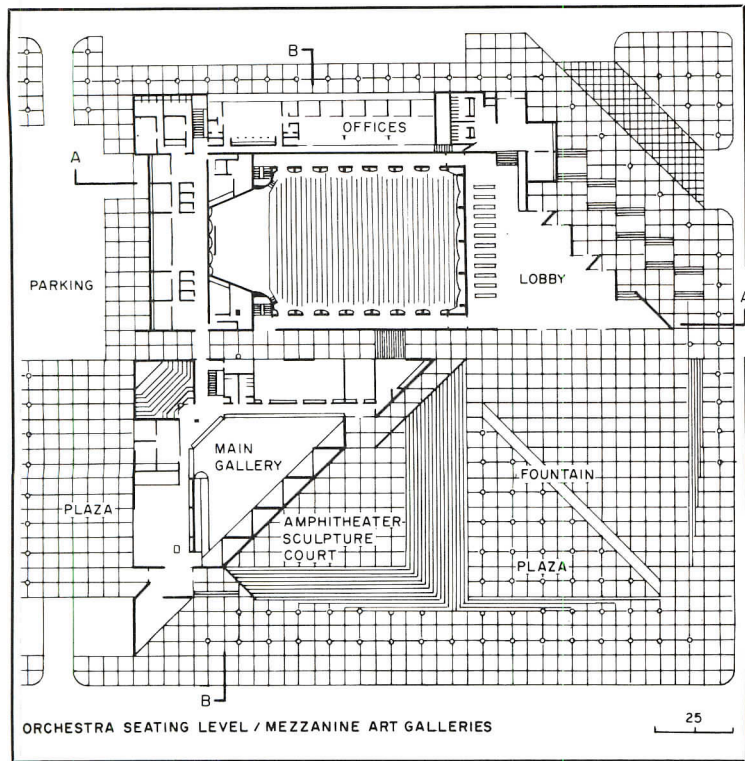 B
OFFICES
A
PARKING
LOBBY
A
MAIN
GALLERY
PLAZA
FOUNTAIN
AMPHITHEATER-
SCULPTURE
COURT
PLAZA
B
ORCHESTRA SEATING LEVEL / MEZZANINE ART GALLERIES
25